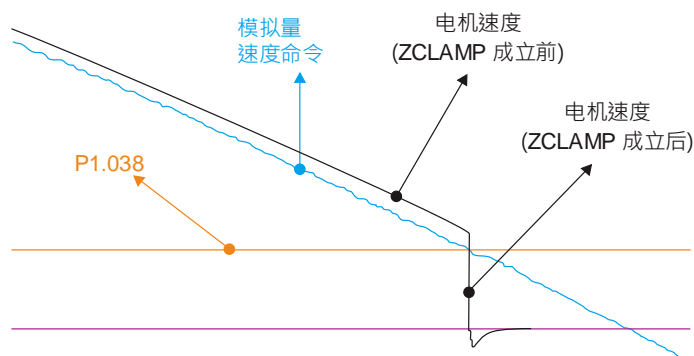 模拟量
速度命令
电机速度
(ZCLAMP 成立前)
电机速度
(ZCLAMP 成立后)
P1.038